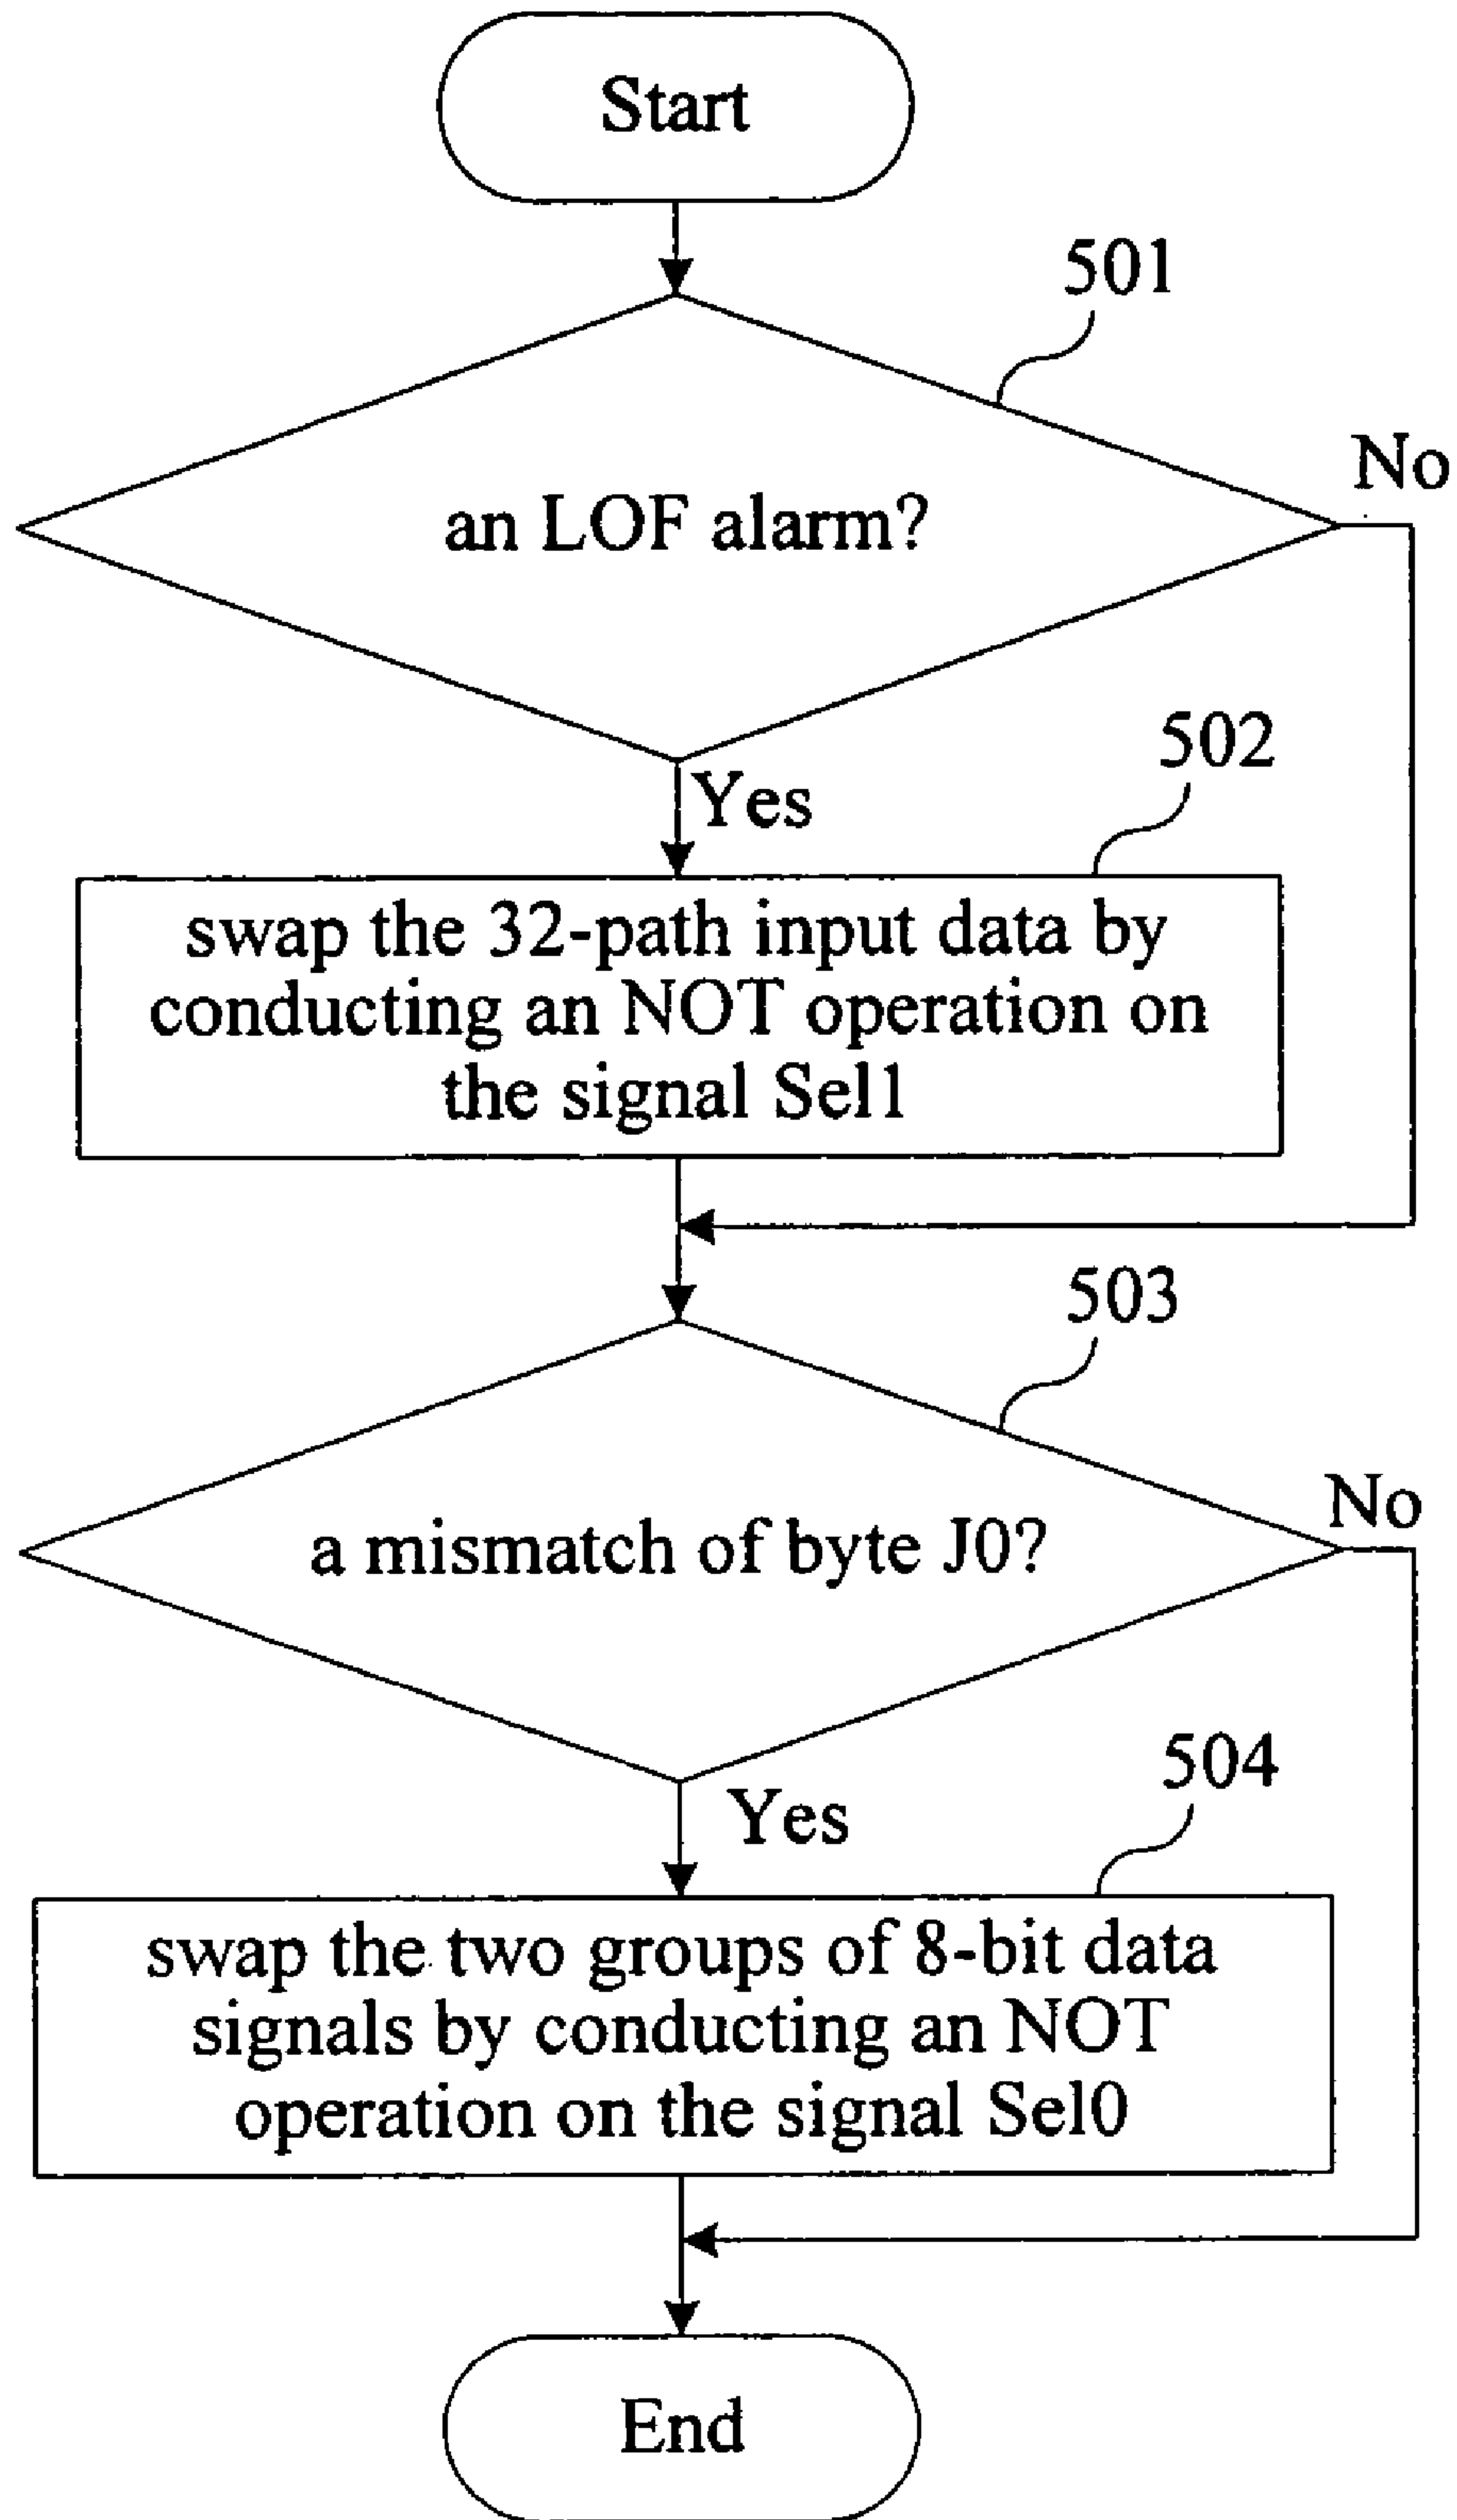 Start
501
No
an LOF alarm?
502
Yes
swap the 32-path input data by
conducting an NOT operation on
the signal Sel1
503
No
a mismatch of byte J0?
504
Yes
swap the two groups of 8-bit data
signals by conducting an NOT
operation on the signal Sel0
End